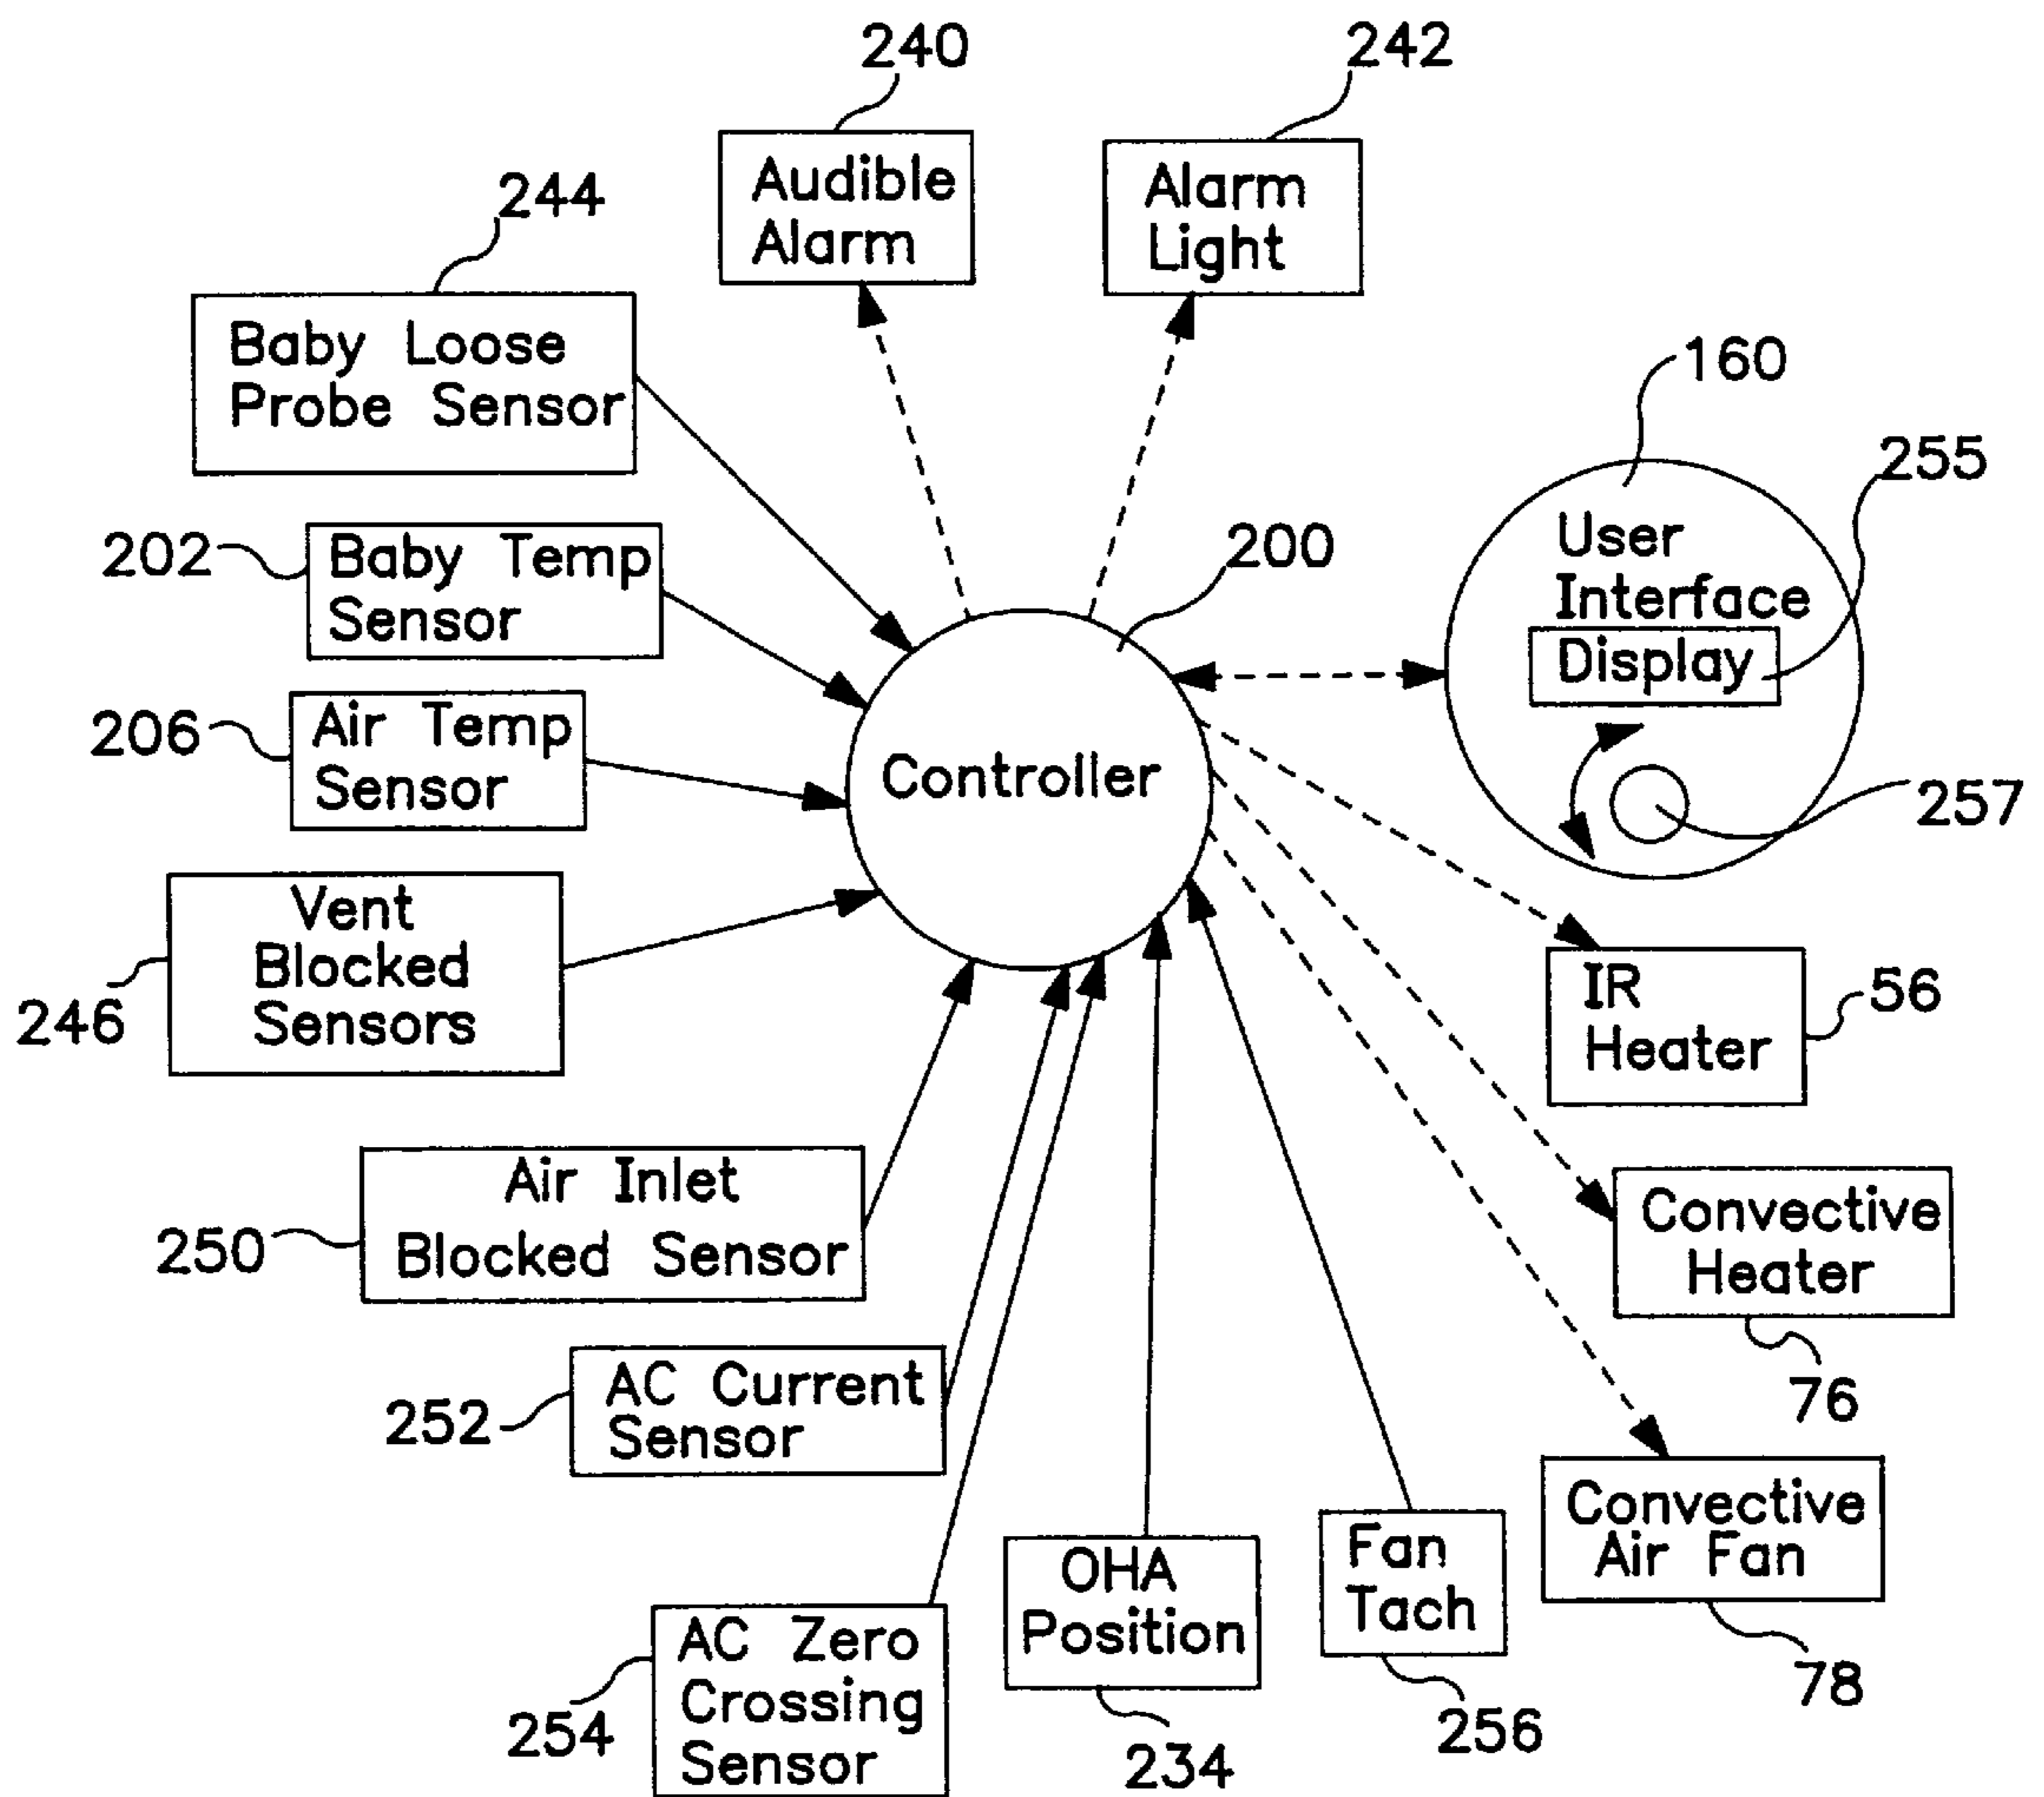 240
242
Audible
Alarm
Alarm
Light
244
Baby Loose
Probe Sensor
160
255
User
Interface
Display
257
202
Baby Temp
Sensor
200
206
Air Temp
Sensor
Controller
Vent
Blocked
Sensors
246
IR
Heater
56
Air Inlet
Blocked Sensor
250
Convective
Heater
76
AC Current
Sensor
252
Convective
Air Fan
78
AC Zero
Crossing
Sensor
254
OHA
Position
234
Fan
Tach
256